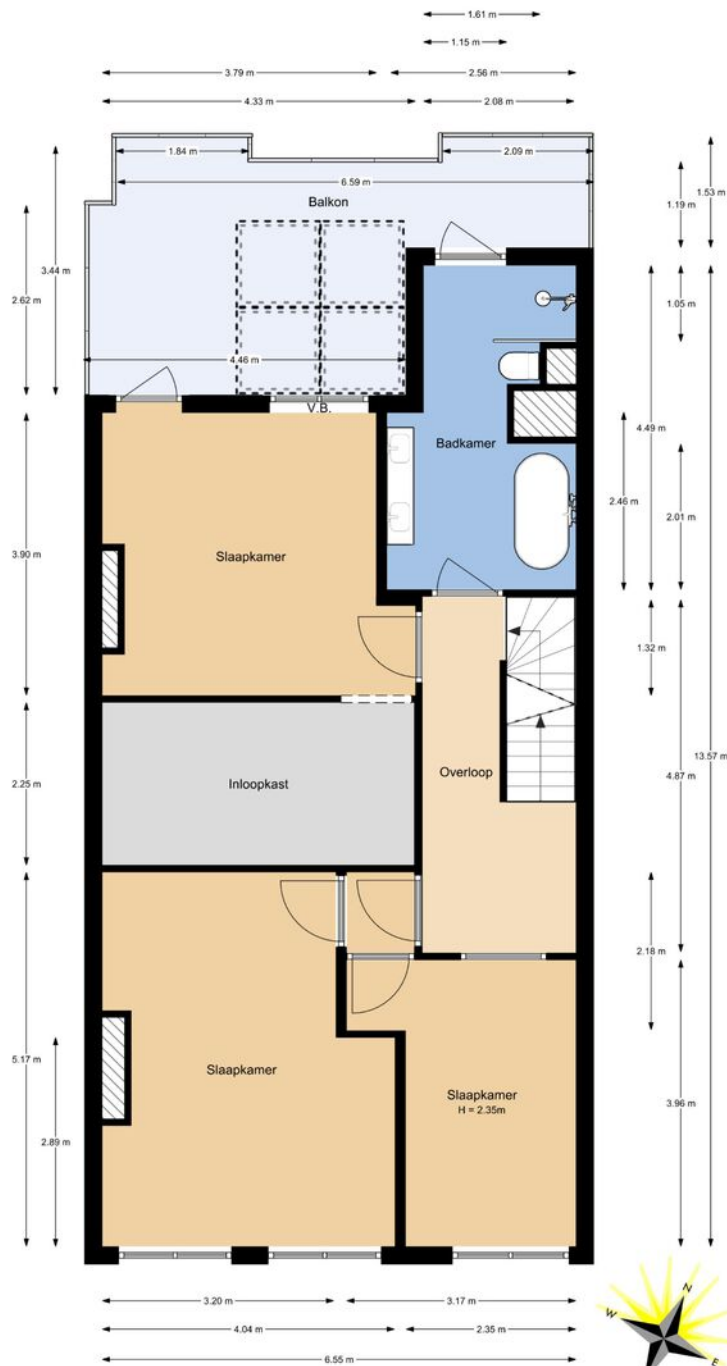 1.61 m
1.15 m
3.79 m
2.56 m
4.33 m
2.08 m
1.84 m
2.09 m
6.59 m
Balkon
1.53 m
1.19 m
3.44 m
2.62 m
1.05 m
4.46 m
V.B.
Badkamer
4.49 m
2.46 m
2.01 m
3.90 m
Slaapkamer
1.32 m
13.57 m
Overloop
4.87 m
2.25 m
Inloopkast
2.18 m
5.17 m
Slaapkamer
Slaapkamer
H = 2.35m
3.96 m
2.89 m
3.20 m
3.17 m
4.04 m
2.35 m
6.55 m
N
W
E